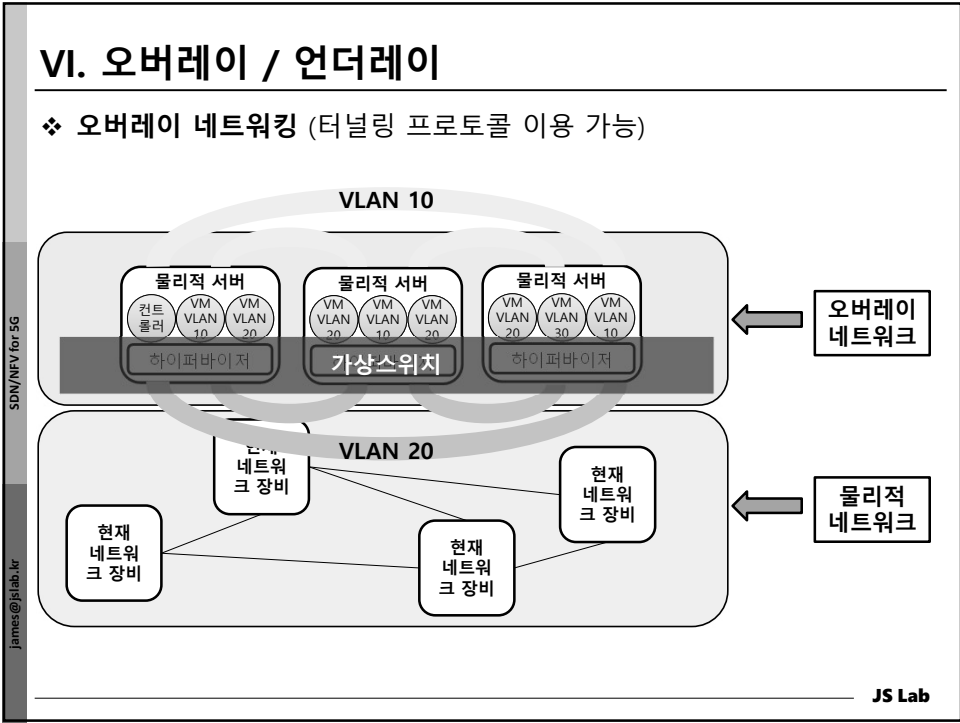 VI. 오버레이 / 언더레이
❖ 오버레이 네트워킹 (터널링 프로토콜 이용 가능)
VLAN 10
물리적 서버
컨트
롤러
VM
VLAN
10
VM
VLAN
20
하이퍼바이저
물리적 서버
VM
VLAN
20
VM
VLAN
10
VM
VLAN
20
가상스위치
물리적 서버
VM
VLAN
20
VM
VLAN
30
VM
VLAN
10
하이퍼바이저
오버레이
네트워크
VLAN 20
현재
네트워
크 장비
현재
네트워
크 장비
현재
네트워
크 장비
현재
네트워
크 장비
물리적
네트워크
SDN/NFV for 5G
james@jslab.kr
JS Lab